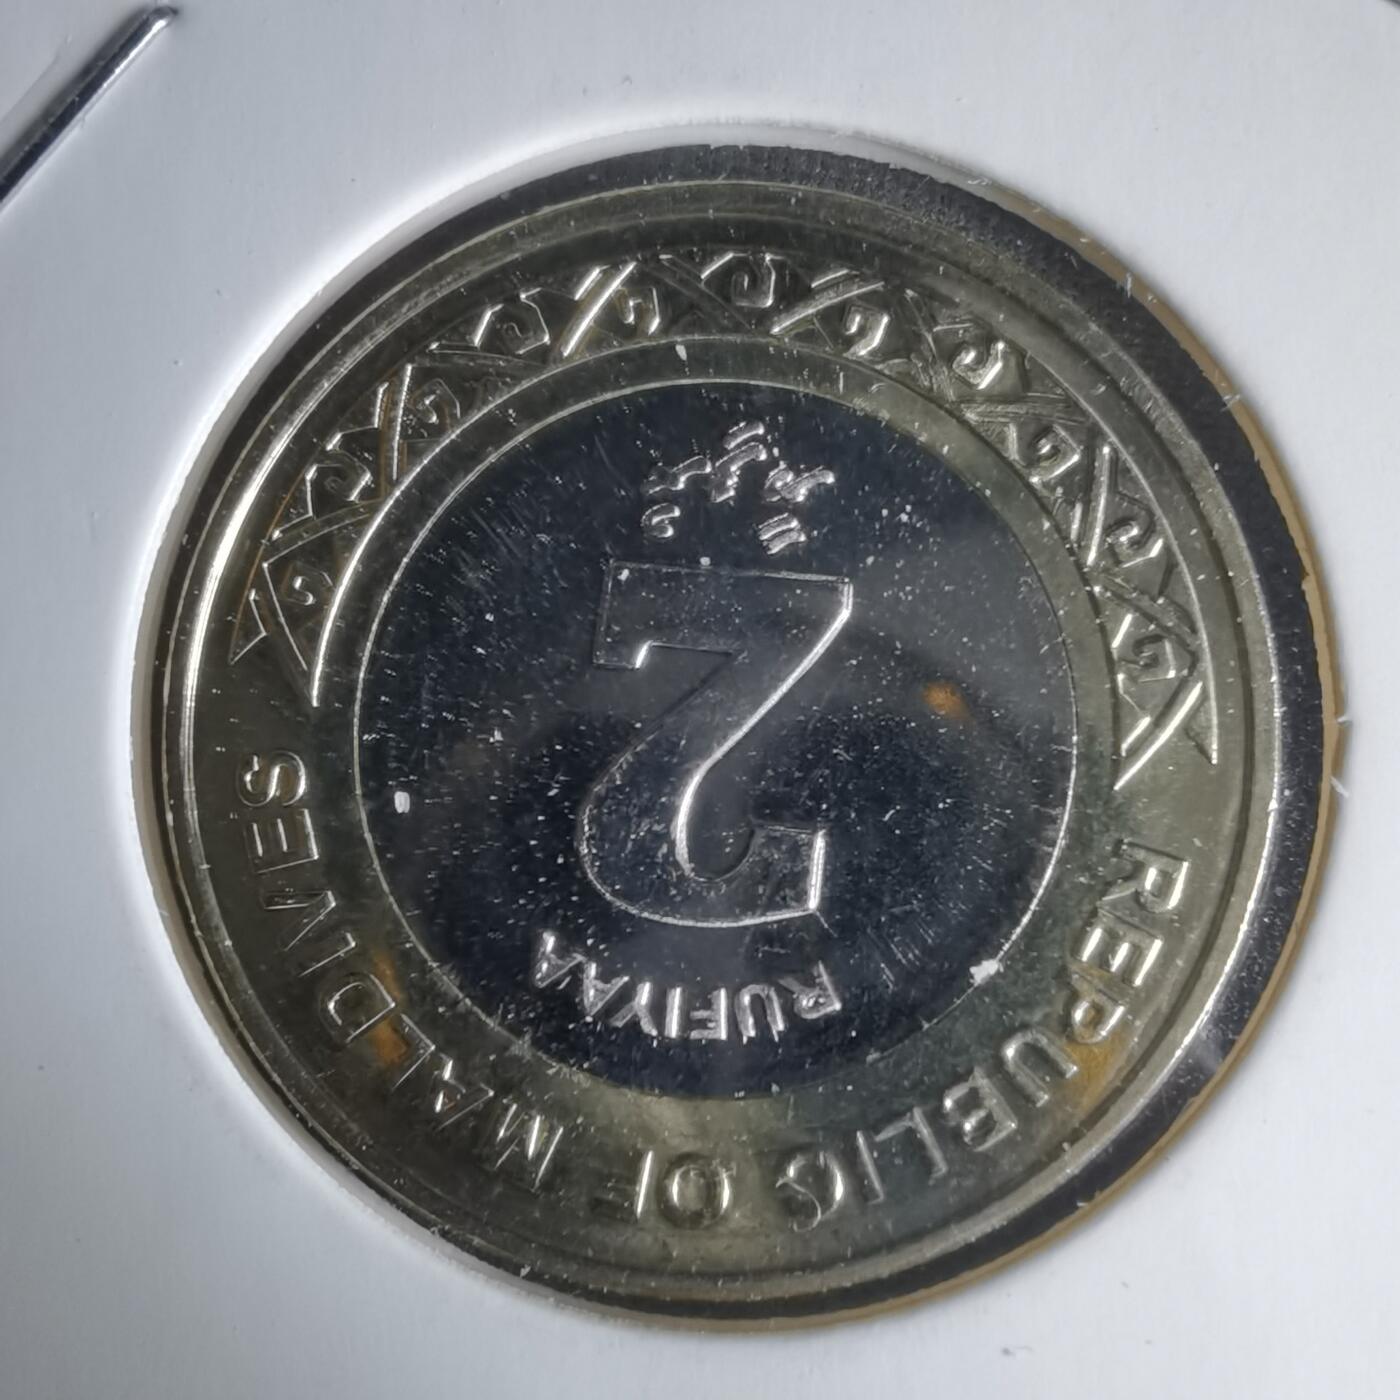 REPUBLIC OF MALDIVES
RUFIYAA
2
ރުފިޔާ